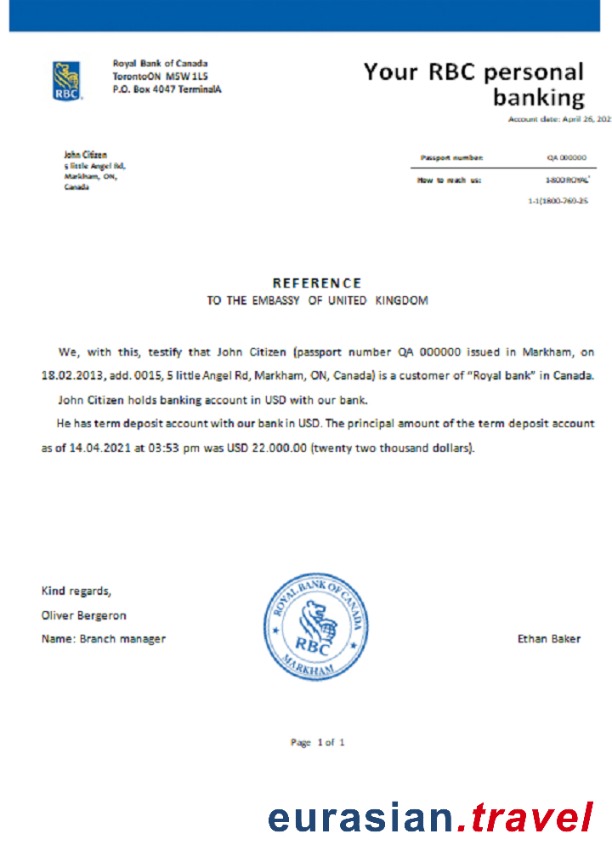 RBC
Royal Bank of Canada
TorontoON M5W 1L5
P.O. Box 4047 TerminalA
Your RBC personal
banking
Account date: April 26, 202
John Citizen
5 little Angel Rd,
Markham, ON,
Canada
Passport number: QA 000000
How to reach us: 1-800 ROYAL
1-1(1800-769-25
REFERENCE
TO THE EMBASSY OF UNITED KINGDOM
We, with this, testify that John Citizen (passport number QA 000000 issued in Markham, on
18.02.2013, add. 0015, 5 little Angel Rd, Markham, ON, Canada) is a customer of “Royal bank” in Canada.
John Citizen holds banking account in USD with our bank.
He has term deposit account with our bank in USD. The principal amount of the term deposit account
as of 14.04.2021 at 03:53 pm was USD 22.000.00 (twenty two thousand dollars).
Kind regards,
Oliver Bergeron
Name: Branch manager
ROYAL BANK OF CANADA
RBC
MARKHAM
Ethan Baker
Page 1 of 1
eurasian.travel